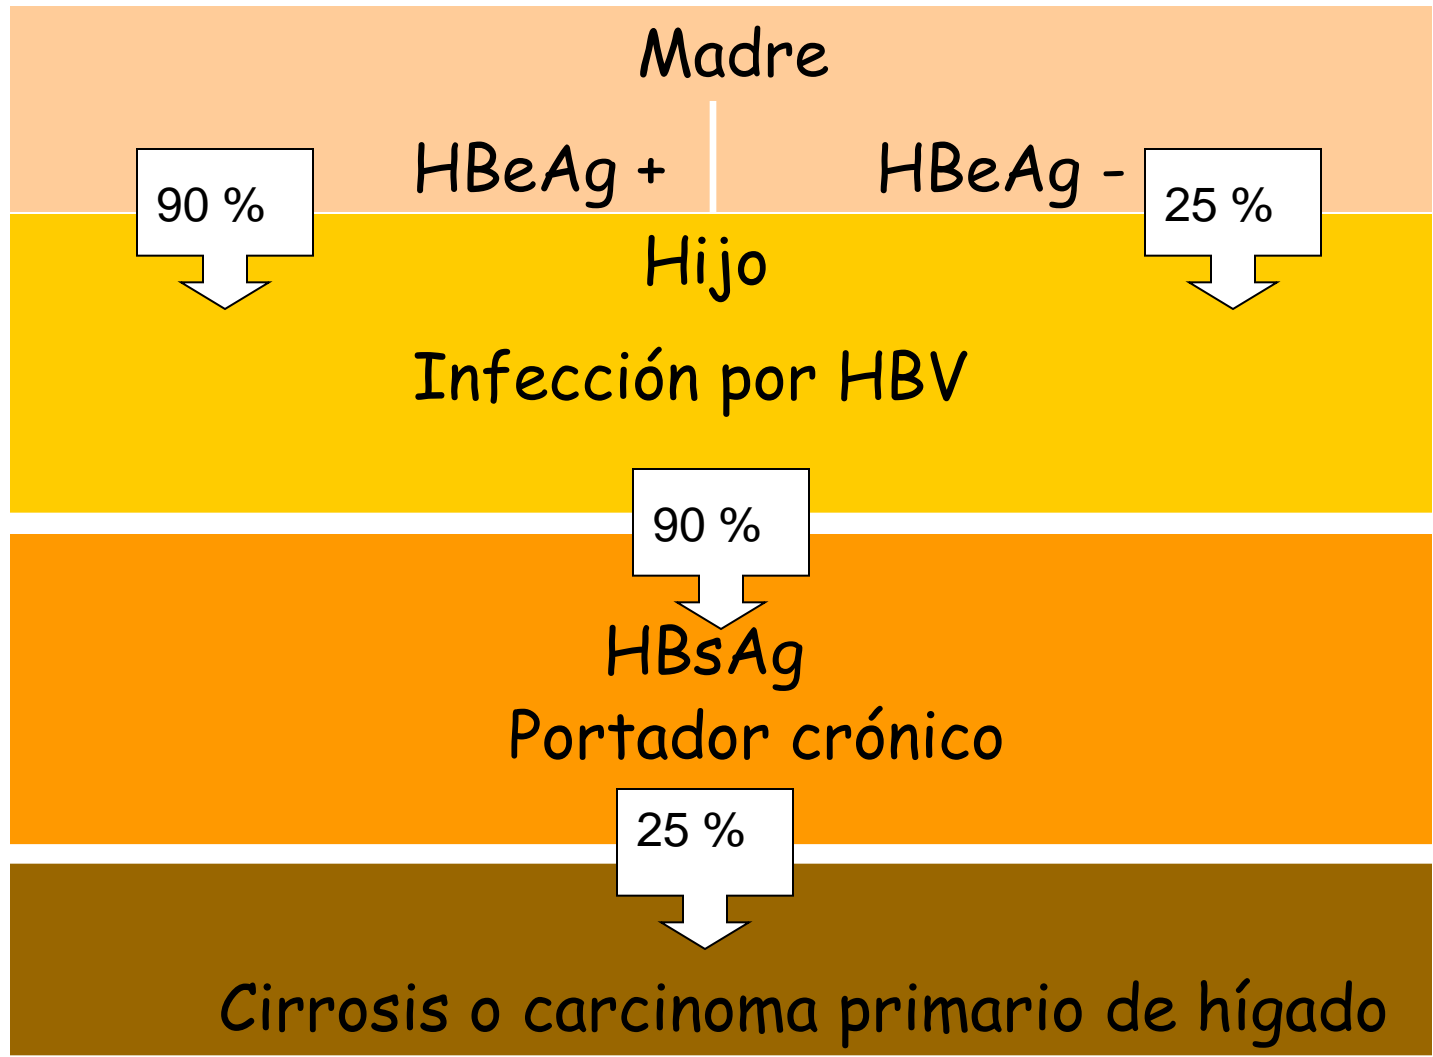 Madre
HBeAg + HBeAg -
90 % 25 %
Hijo
Infección por HBV
90 %
HBsAg
Portador crónico
25 %
Cirrosis o carcinoma primario de hígado